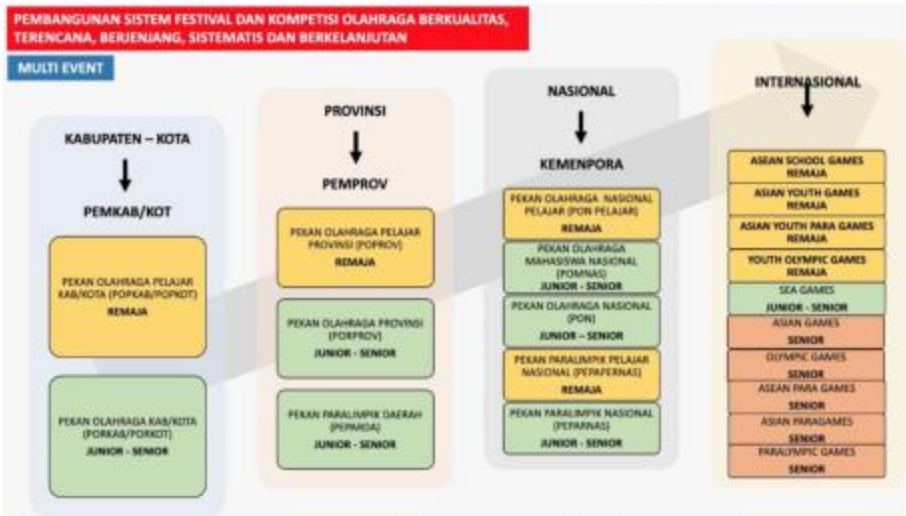 PEMBANGUNAN SISTEM FESTIVAL DAN KOMPETISI OLAHRAGA BERKUALITAS,
TERENCANA, BERJENJANG, SISTEMATIS DAN BERKELANJUTAN
MULTI EVENT
KABUPATEN – KOTA
PEMKAB/KOT
PEKAN OLAHRAGA PELAJAR
KAB/KOTA (POPKAB/POPKOT)
REMAJA
PEKAN OLAHRAGA KAB/KOTA
(PORKAB/PORKOT)
JUNIOR - SENIOR
PROVINSI
PEMPROV
PEKAN OLAHRAGA PELAJAR
PROVINSI (POPROV)
REMAJA
PEKAN OLAHRAGA PROVINSI
(PORPROV)
JUNIOR - SENIOR
PEKAN PARALIMPIK DAERAH
(PEPARDA)
JUNIOR - SENIOR
NASIONAL
KEMENPORA
PEKAN OLAHRAGA NASIONAL
PELAJAR (PON PELAJAR)
REMAJA
PEKAN OLAHRAGA
MAHASISWA NASIONAL
(POMNAS)
JUNIOR - SENIOR
PEKAN OLAHRAGA NASIONAL
(PON)
JUNIOR – SENIOR
PEKAN PARALIMPIK PELAJAR
NASIONAL (PEPAPERNAS)
REMAJA
PEKAN PARALIMPIK NASIONAL
(PEPARNAS)
JUNIOR - SENIOR
INTERNASIONAL
ASEAN SCHOOL GAMES
REMAJA
ASIAN YOUTH GAMES
REMAJA
ASIAN YOUTH PARA GAMES
REMAJA
YOUTH OLYMPIC GAMES
REMAJA
SEA GAMES
JUNIOR - SENIOR
ASIAN GAMES
SENIOR
OLYMPIC GAMES
SENIOR
ASEAN PARA GAMES
SENIOR
ASIAN PARAGAMES
SENIOR
PARALYMPIC GAMES
SENIOR